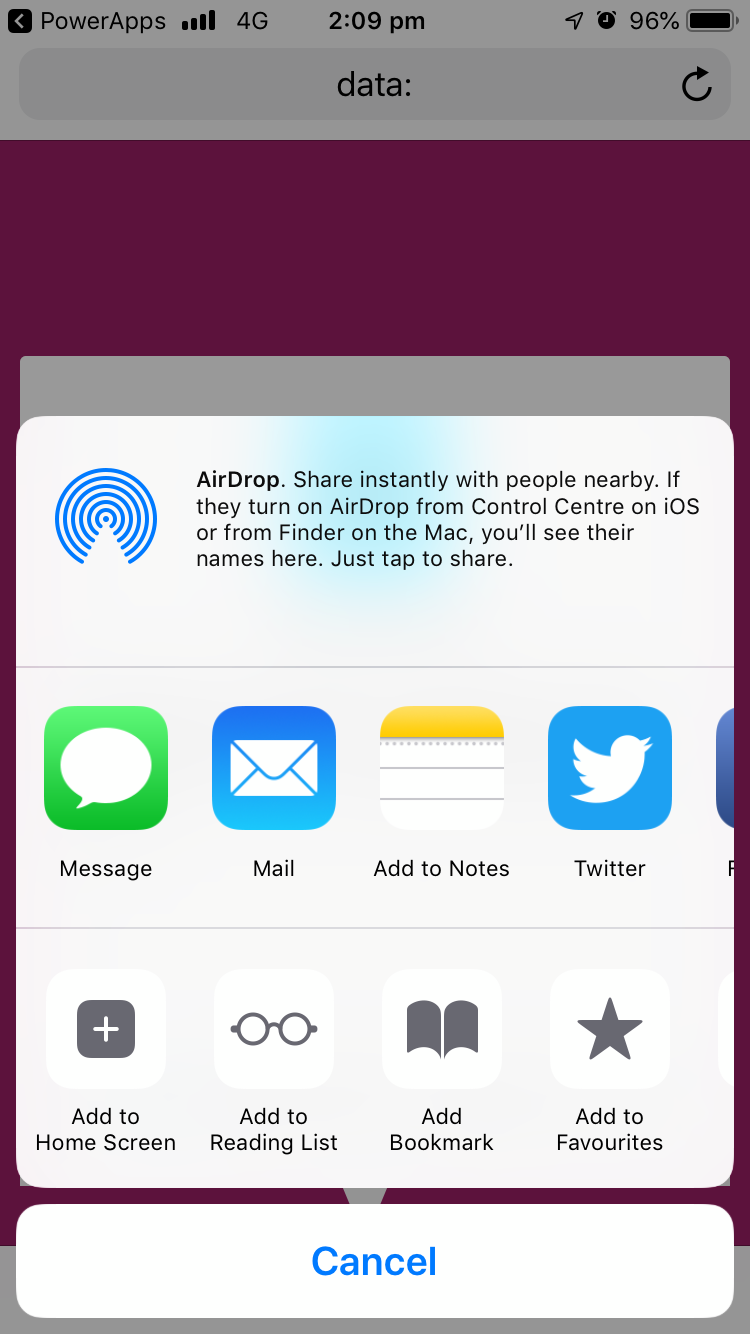 PowerApps 4G 2:09 pm 96%
data:
AirDrop. Share instantly with people nearby. If
they turn on AirDrop from Control Centre on iOS
or from Finder on the Mac, you’ll see their
names here. Just tap to share.
Message Mail Add to Notes Twitter
Add to
Home Screen
Add to
Reading List
Add
Bookmark
Add to
Favourites
Cancel